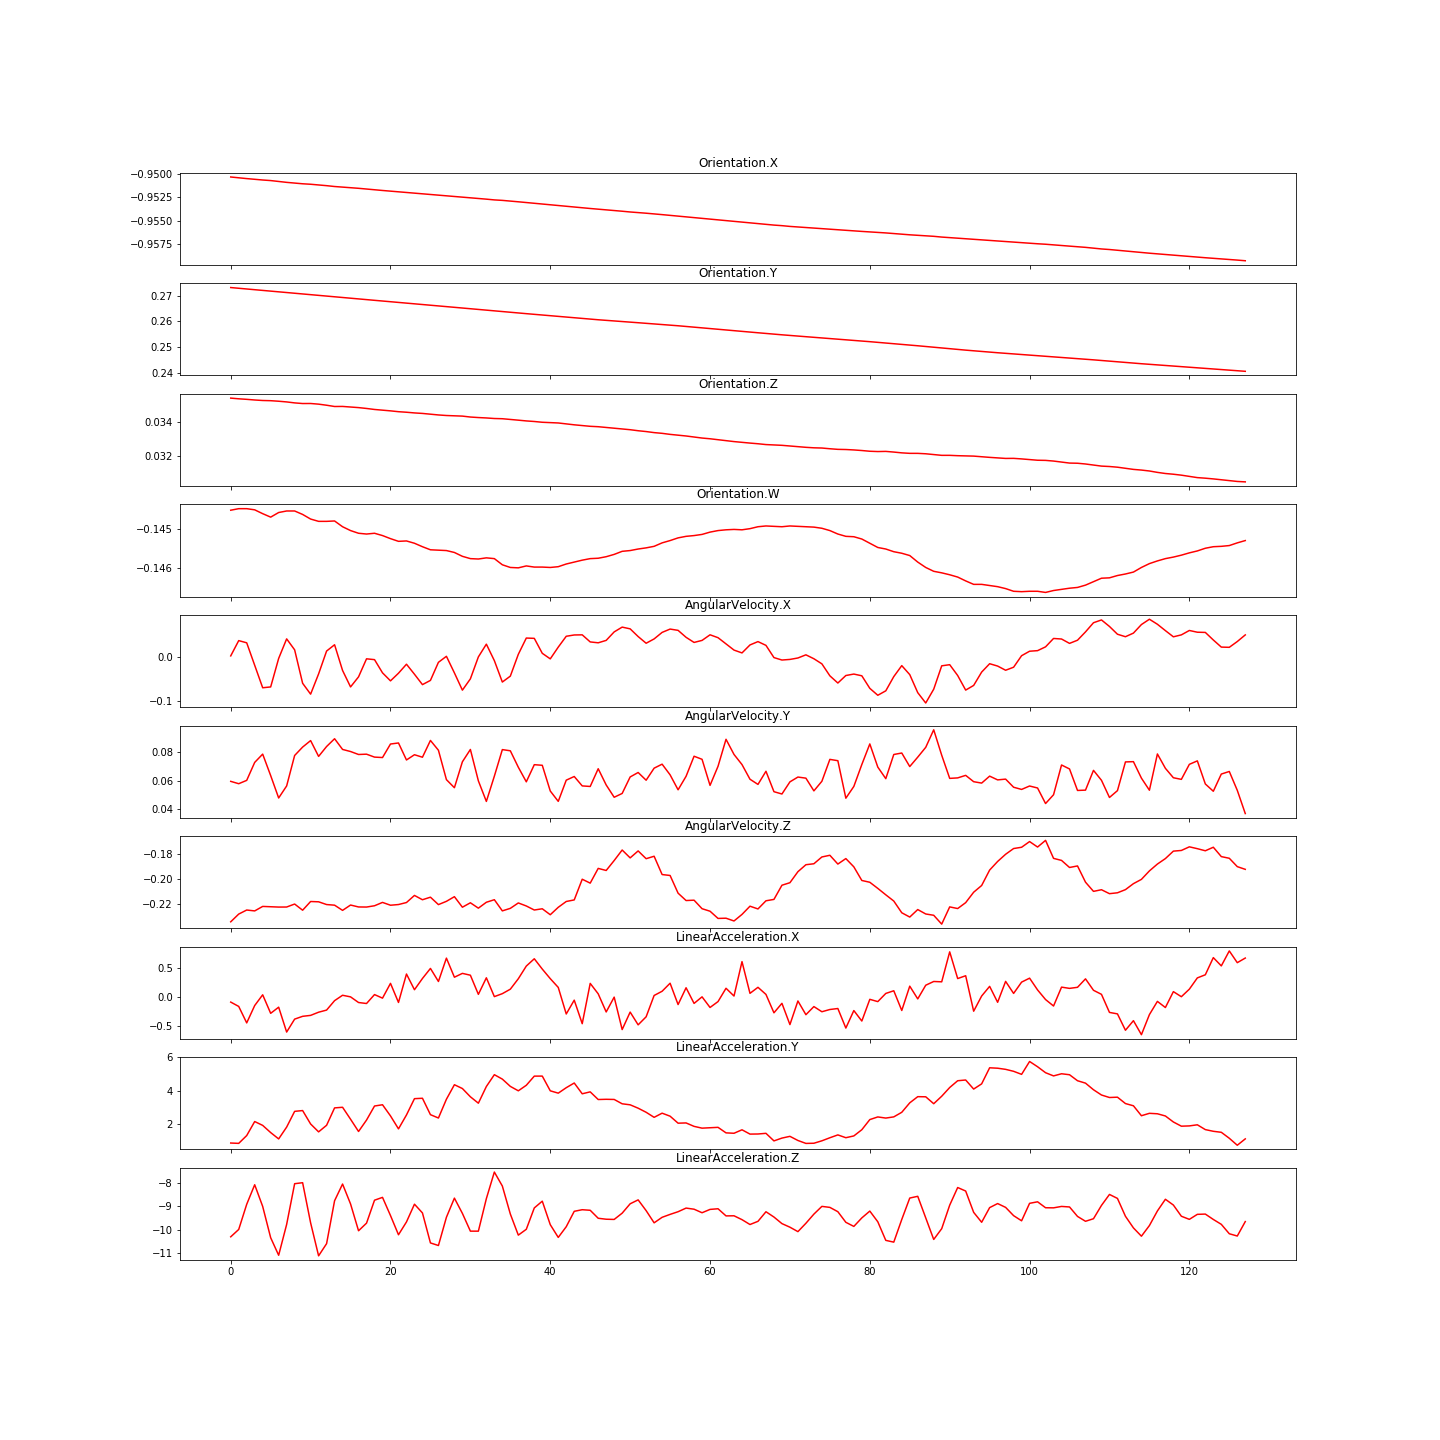 Orientation.X
−0.9500
−0.9525
−0.9550
−0.9575
Orientation.Y
0.27
0.26
0.25
0.24
Orientation.Z
0.034
0.032
Orientation.W
−0.145
−0.146
AngularVelocity.X
0.0
−0.1
AngularVelocity.Y
0.08
0.06
0.04
AngularVelocity.Z
−0.18
−0.20
−0.22
LinearAcceleration.X
0.5
0.0
−0.5
LinearAcceleration.Y
6
4
2
LinearAcceleration.Z
−8
−9
−10
−11
0 20 40 60 80 100 120